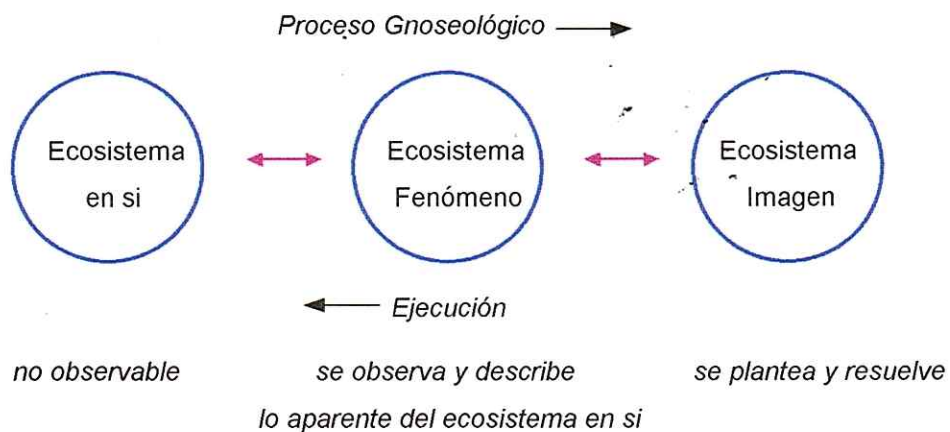 Proceso Gnoseológico
Ecosistema
en si
Ecosistema
Fenómeno
Ecosistema
Imagen
Ejecución
no observable
se observa y describe
lo aparente del ecosistema en si
se plantea y resuelve